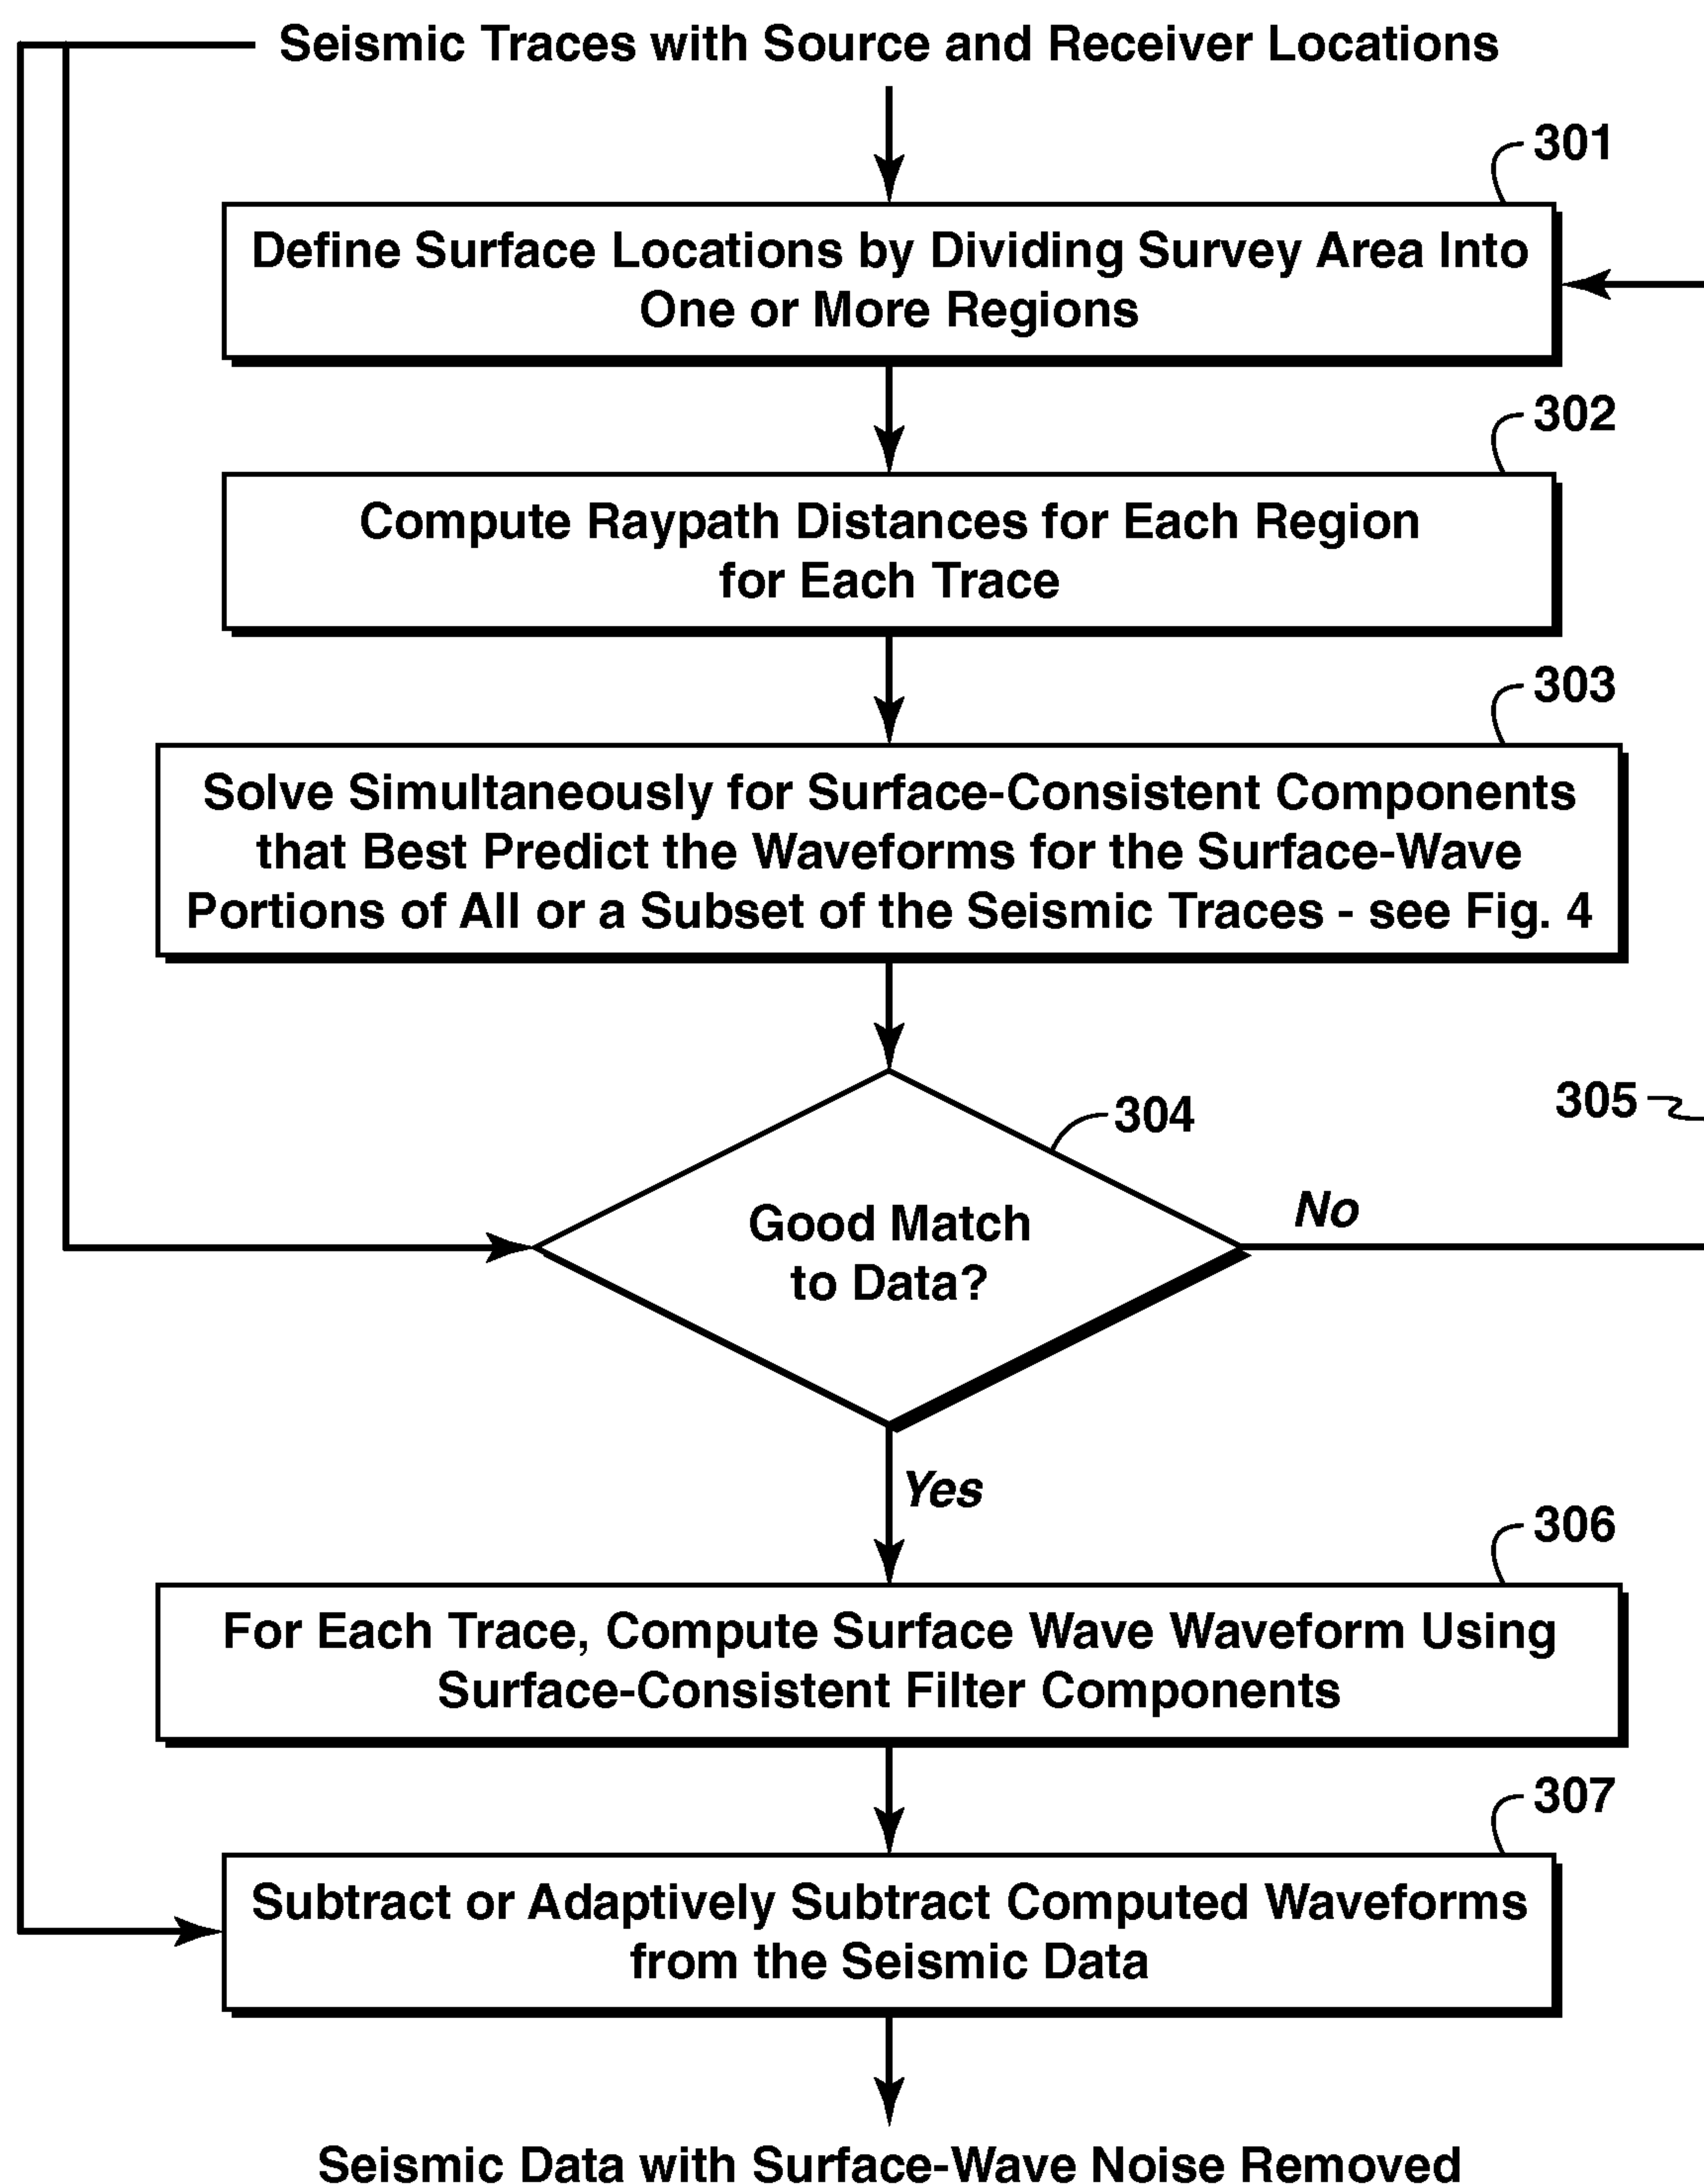 Seismic Traces with Source and Receiver Locations
301
Define Surface Locations by Dividing Survey Area Into
One or More Regions
302
Compute Raypath Distances for Each Region
for Each Trace
303
Solve Simultaneously for Surface-Consistent Components
that Best Predict the Waveforms for the Surface-Wave
Portions of All or a Subset of the Seismic Traces - see Fig. 4
304
305
Good Match
to Data?
No
Yes
306
For Each Trace, Compute Surface Wave Waveform Using
Surface-Consistent Filter Components
307
Subtract or Adaptively Subtract Computed Waveforms
from the Seismic Data
Seismic Data with Surface-Wave Noise Removed